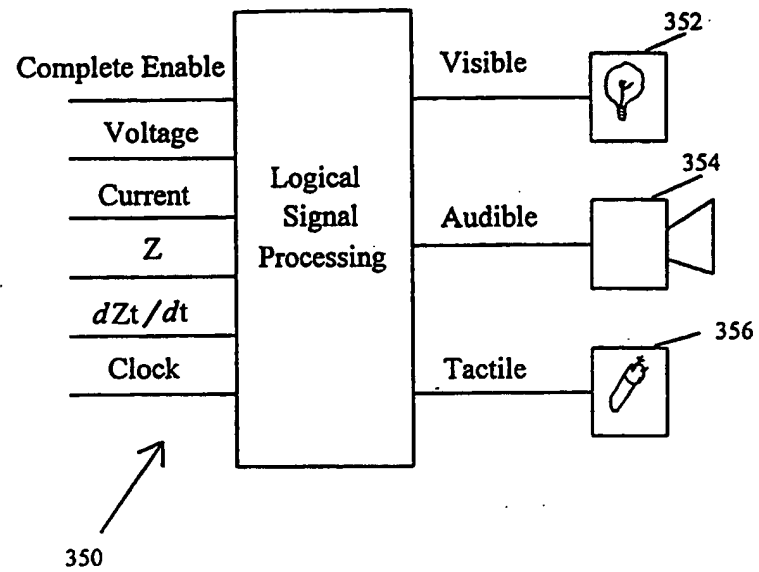 352
Complete Enable
Visible
Voltage
354
Current
Logical
Signal
Processing
Audible
Z
dZt/dt
356
Clock
Tactile
350